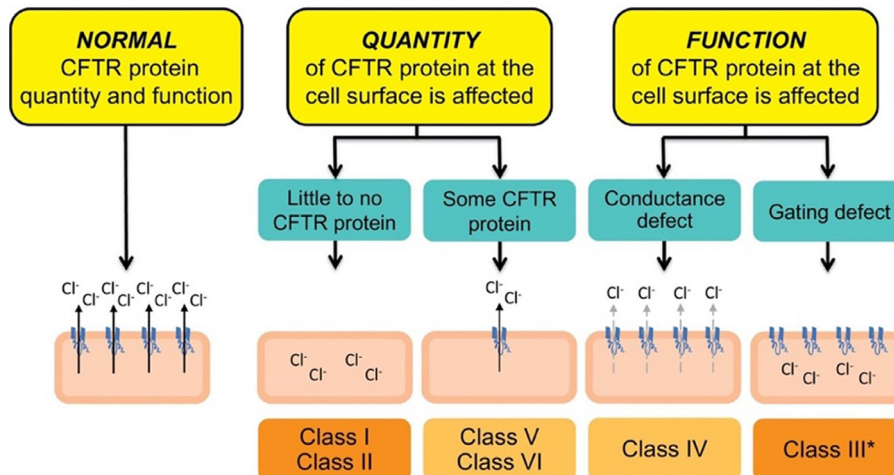 NORMAL
CFTR protein
quantity and function
QUANTITY
of CFTR protein at the
cell surface is affected
FUNCTION
of CFTR protein at the
cell surface is affected
Little to no
CFTR protein
Some CFTR
protein
Conductance
defect
Gating defect
Cl⁻ Cl⁻ Cl⁻ Cl⁻
Cl⁻ Cl⁻ Cl⁻ Cl⁻
Cl⁻ Cl⁻
Cl⁻ Cl⁻
Cl⁻
Cl⁻
Cl⁻ Cl⁻ Cl⁻ Cl⁻
Cl⁻ Cl⁻
Cl⁻ Cl⁻
Class I
Class II
Class V
Class VI
Class IV
Class III*